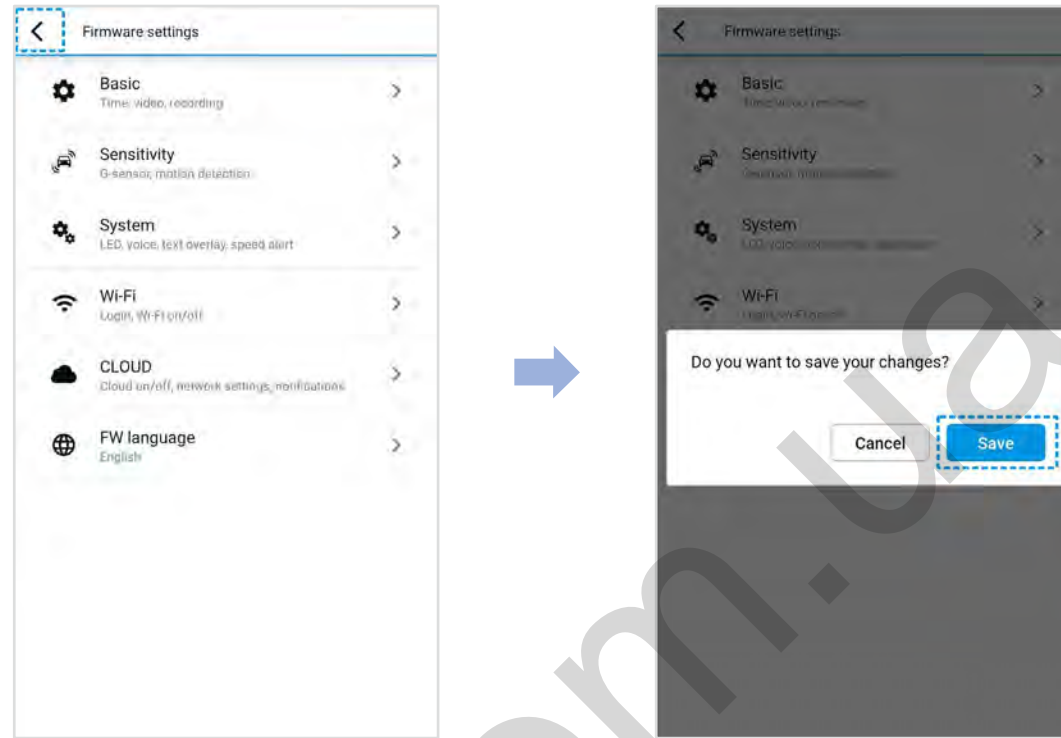 Firmware settings
Basic
Time, video, recording
Sensitivity
G-sensor, motion detection
System
LED, voice, text overlay, speed alert
Wi-Fi
Login, Wi-Fi on/off
CLOUD
Cloud on/off, network settings, notifications
FW language
English
Firmware settings
Basic
Sensitivity
System
Wi-Fi
Do you want to save your changes?
Cancel
Save
om.ua